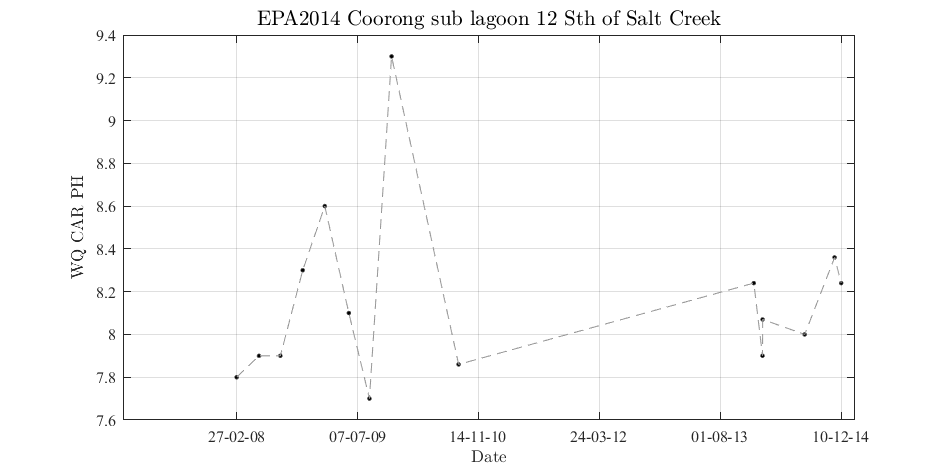 EPA2014 Coorong sub lagoon 12 Sth of Salt Creek
9.4
9.2
9
8.8
8.6
8.4
8.2
8
7.8
7.6
WQ CAR PH
27-02-08 07-07-09 14-11-10 24-03-12 01-08-13 10-12-14
Date